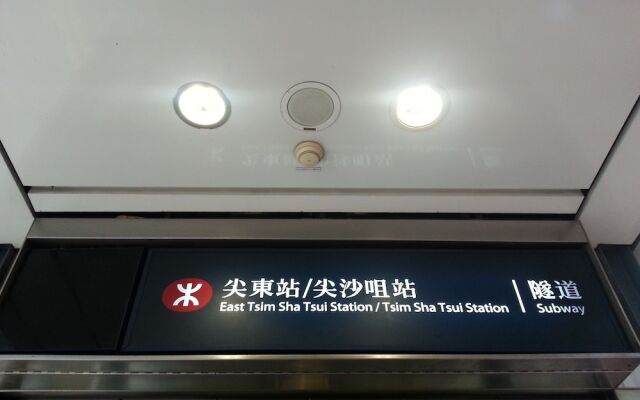 尖東站/尖沙咀站
East Tsim Sha Tsui Station / Tsim Sha Tsui Station
隧道
Subway